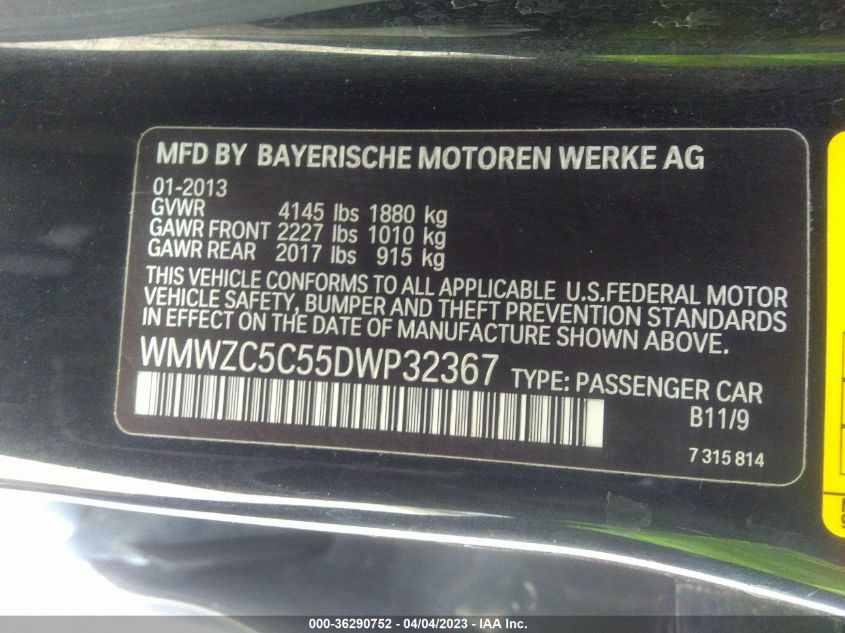 MFD BY BAYERISCHE MOTOREN WERKE AG
01-2013
GVWR 4145 lbs 1880 kg
GAWR FRONT 2227 lbs 1010 kg
GAWR REAR 2017 lbs 915 kg
THIS VEHICLE CONFORMS TO ALL APPLICABLE U.S.FEDERAL MOTOR
VEHICLE SAFETY, BUMPER AND THEFT PREVENTION STANDARDS
IN EFFECT ON THE DATE OF MANUFACTURE SHOWN ABOVE.
WMWZC5C55DWP32367 TYPE: PASSENGER CAR
B11/9
7 315 814
000-36290752 - 04/04/2023 - IAA Inc.